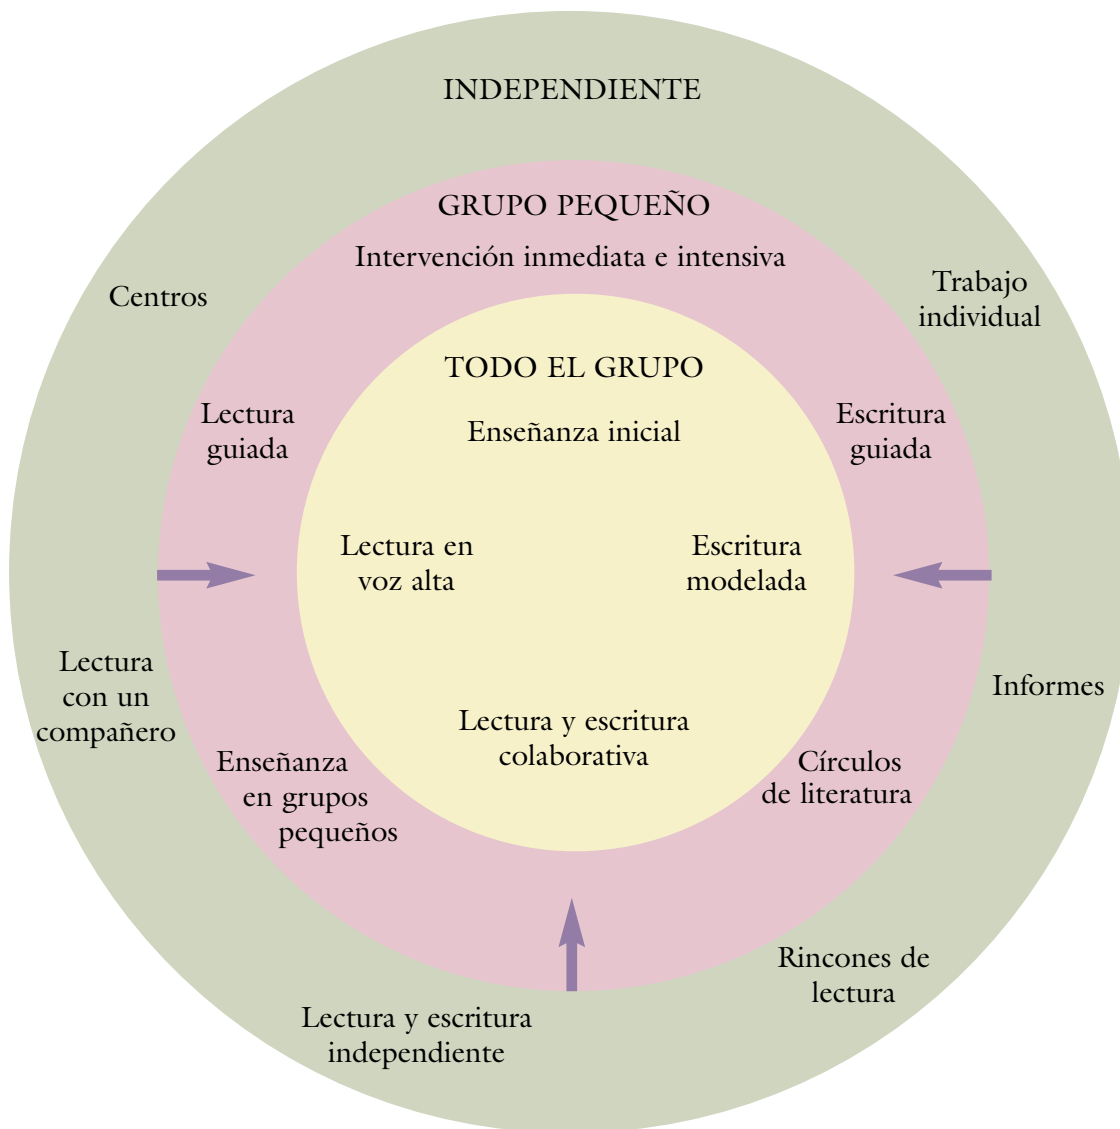 INDEPENDIENTE
GRUPO PEQUEÑO
Intervención inmediata e intensiva
Centros
Trabajo
individual
TODO EL GRUPO
Enseñanza inicial
Lectura
guiada
Escritura
guiada
Lectura en
voz alta
Escritura
modelada
Lectura
con un
compañero
Informes
Lectura y escritura
colaborativa
Enseñanza
en grupos
pequeños
Círculos
de literatura
Rincones de
lectura
Lectura y escritura
independiente